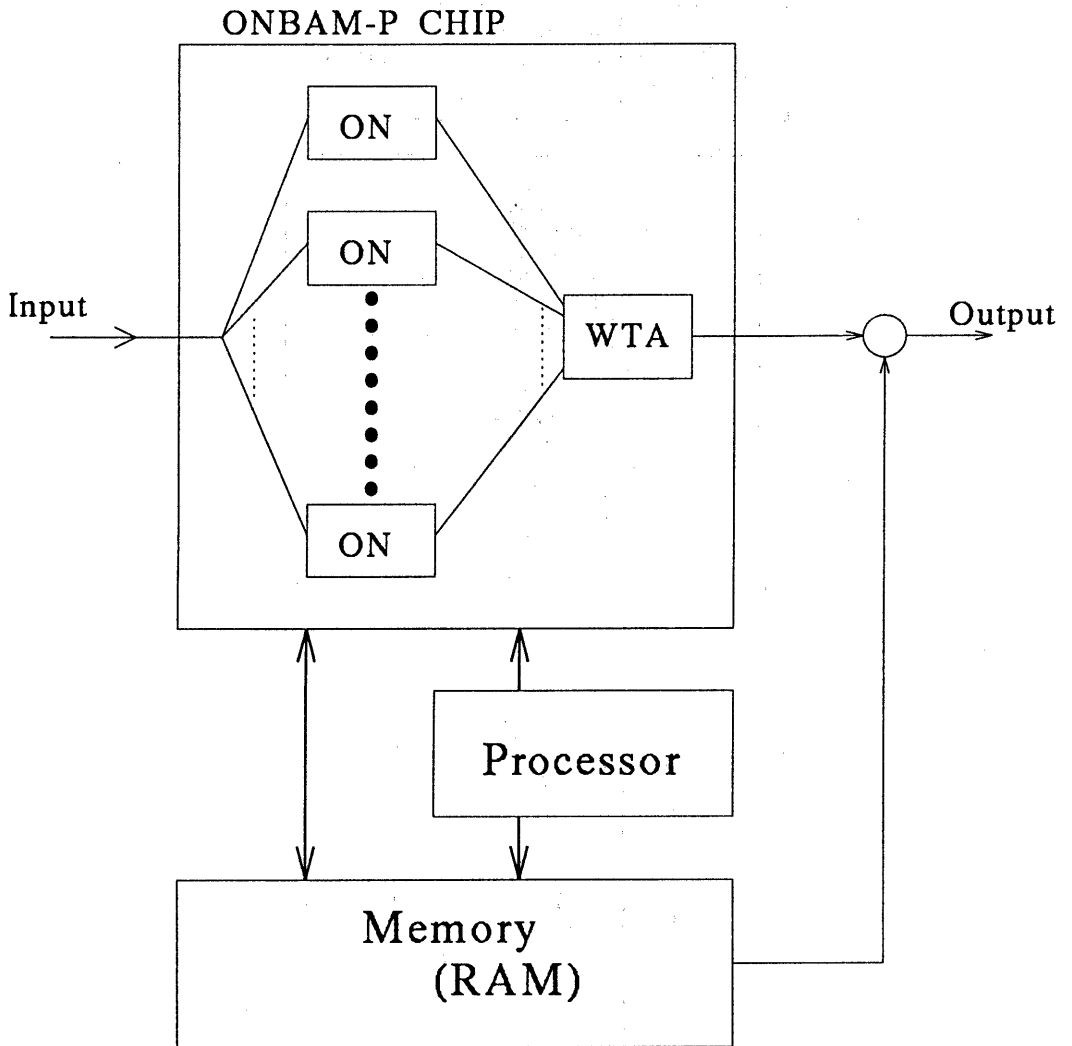 ONBAM-P CHIP
ON
ON
Input
WTA
Output
ON
Processor
Memory
(RAM)